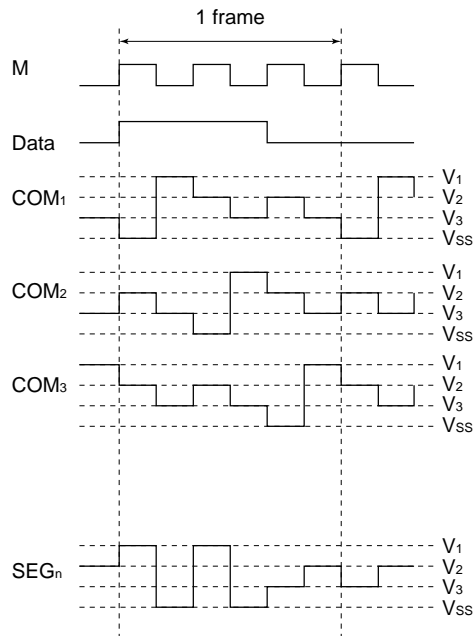 1 frame
M
Data
COM1
V1
V2
V3
VSS
COM2
V1
V2
V3
VSS
COM3
V1
V2
V3
VSS
SEGn
V1
V2
V3
VSS